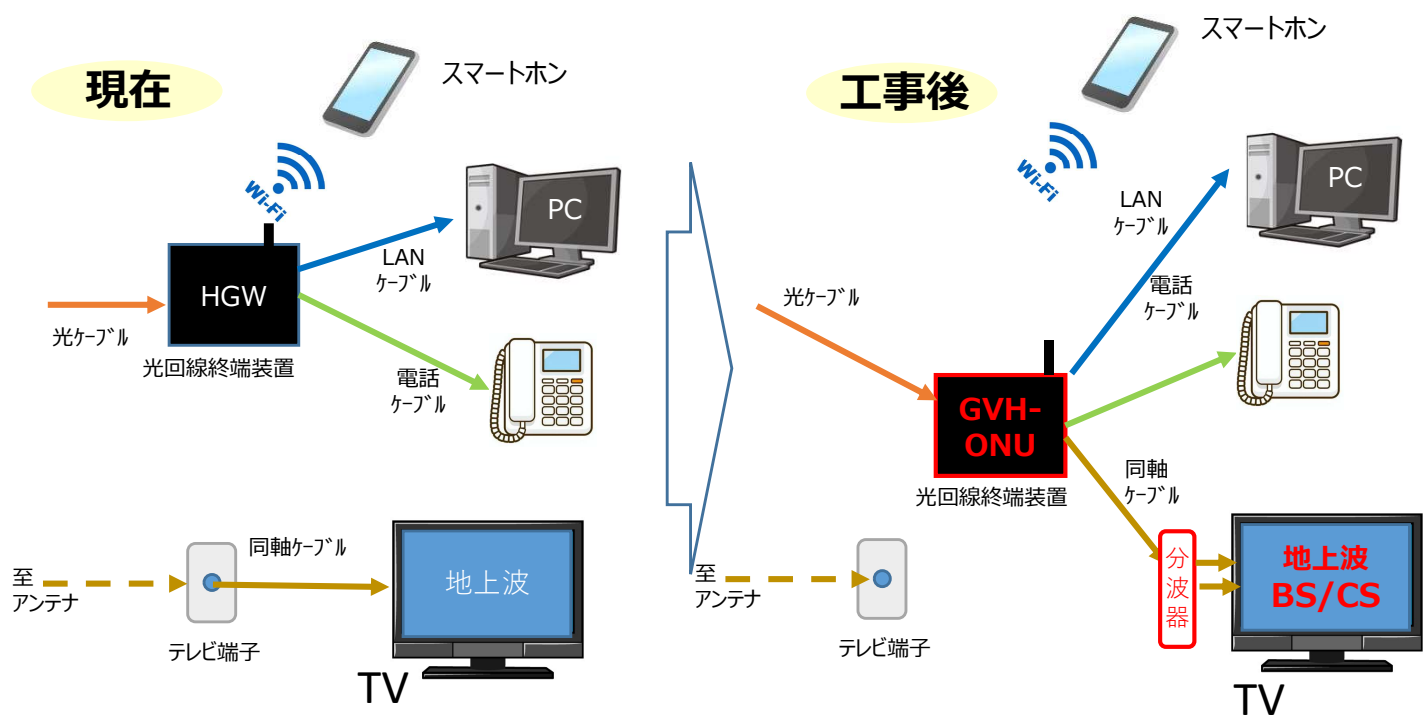 現在
スマートホン
Wi-Fi
PC
LAN
ｹｰﾌﾞﾙ
HGW
光ｹｰﾌﾞﾙ
光回線終端装置
電話
ｹｰﾌﾞﾙ
同軸ｹｰﾌﾞﾙ
至
アンテナ
テレビ端子
地上波
TV
工事後
スマートホン
Wi-Fi
PC
LAN
ｹｰﾌﾞﾙ
光ｹｰﾌﾞﾙ
電話
ｹｰﾌﾞﾙ
GVH-
ONU
光回線終端装置
同軸
ｹｰﾌﾞﾙ
至
アンテナ
テレビ端子
分波器
地上波
BS/CS
TV